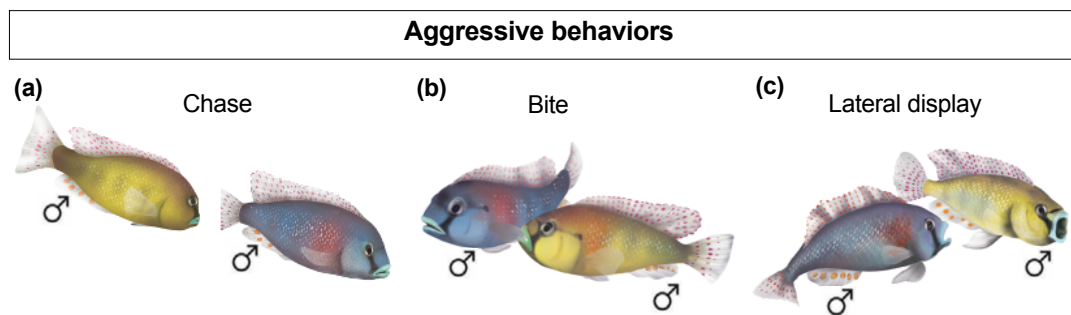 Aggressive behaviors
(a) Chase
(b) Bite
(c) Lateral display
♂ ♂ ♂ ♂ ♂ ♂